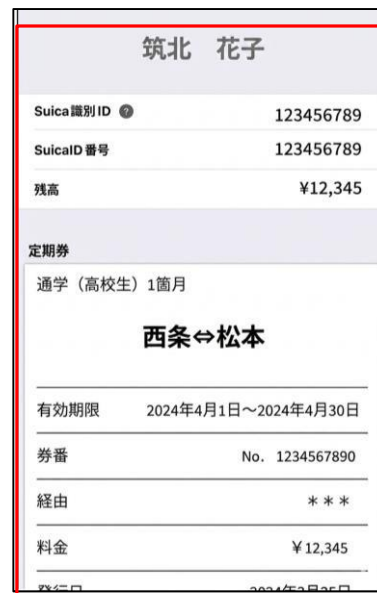 筑北 花子
Suica識別ID ?
123456789
SuicaID番号
123456789
残高
¥12,345
定期券
通学（高校生）1箇月
西条⇔松本
有効期限 2024年4月1日～2024年4月30日
券番 No. 1234567890
経由 ＊＊＊
料金 ￥12,345